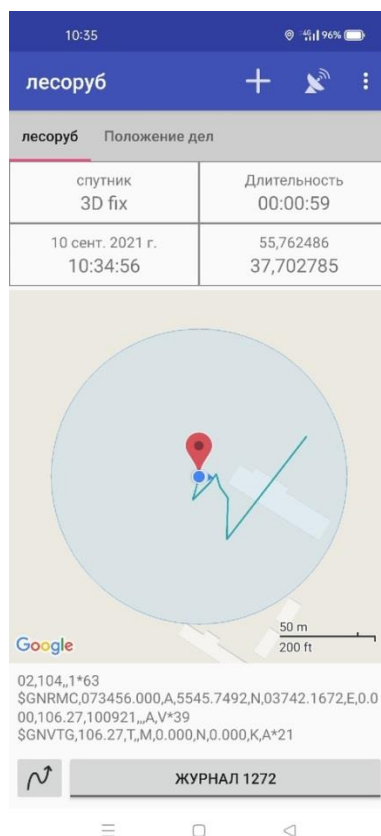 10:35
4G 96%
лесоруб
лесоруб Положение дел
спутник
3D fix
Длительность
00:00:59
10 сент. 2021 г.
10:34:56
55,762486
37,702785
Google
50 m
200 ft
02,104,,1*63
$GNRMC,073456.000,A,5545.7492,N,03742.1672,E,0.0
00,106.27,100921,,,A,V*39
$GNVTG,106.27,T,,M,0.000,N,0.000,K,A*21
ЖУРНАЛ 1272